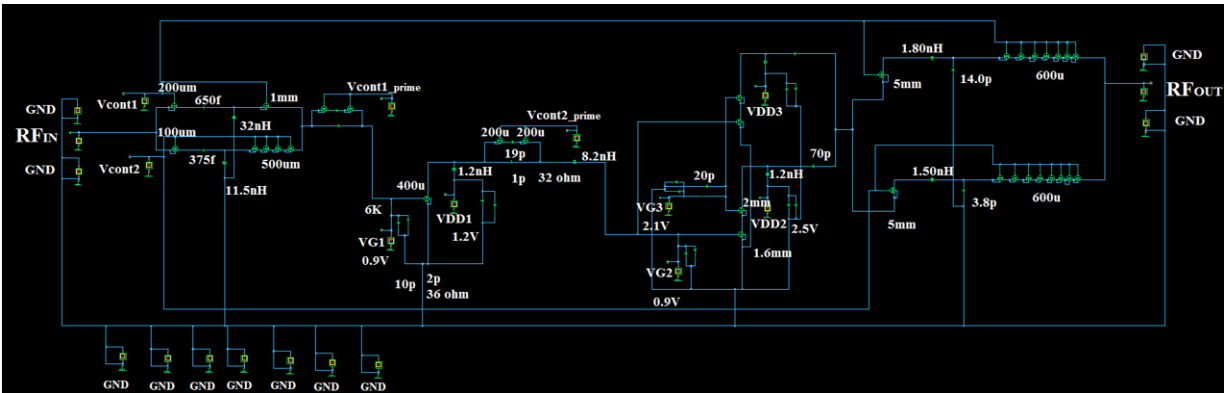 1.80nH
GND
200um
Vcont1_prime
5mm
14.0p
600u
Vcont1
650f
1mm
VDD3
RFOUT
GND
Vcont2_prime
RFIN
100um
32nH
200u 200u
GND
19p
8.2nH
70p
GND
Vcont2
375f
500um
1.2nH
1p
32 ohm
20p
1.2nH
1.50nH
11.5nH
400u
2mm
600u
6K
VDD1
VG3
VDD2
3.8p
VG1
1.2V
2.1V
2.5V
5mm
0.9V
1.6mm
VG2
10p
2p
36 ohm
0.9V
GND GND GND GND GND GND GND